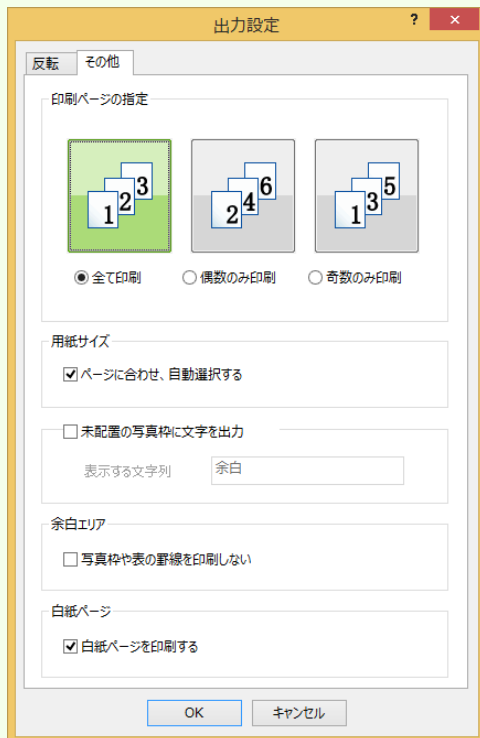 出力設定
?
反転 その他
印刷ページの指定
1 2 3
2 4 6
1 3 5
全て印刷 偶数のみ印刷 奇数のみ印刷
用紙サイズ
ページに合わせ、自動選択する
未配置の写真枠に文字を出力
表示する文字列 余白
余白エリア
写真枠や表の罫線を印刷しない
白紙ページ
白紙ページを印刷する
OK キャンセル